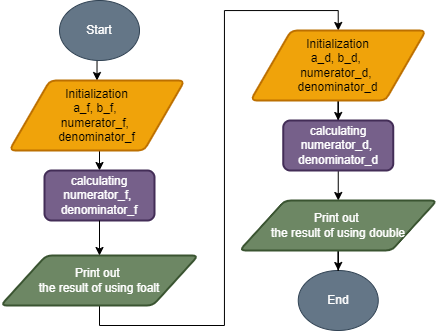 Start
Initialization
a_f, b_f,
numerator_f,
denominator_f
calculating
numerator_f,
denominator_f
Print out
the result of using foalt
Initialization
a_d, b_d,
numerator_d,
denominator_d
calculating
numerator_d,
denominator_d
Print out
the result of using double
End